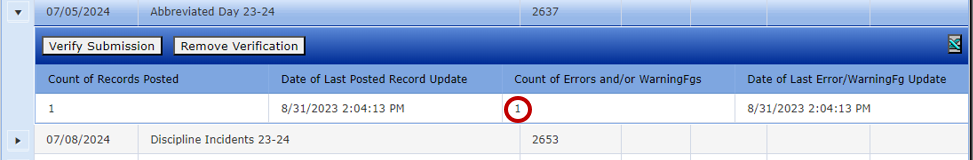 07/05/2024 Abbreviated Day 23-24 2637
Verify Submission Remove Verification
Count of Records Posted Date of Last Posted Record Update Count of Errors and/or WarningFgs Date of Last Error/WarningFg Update
1 8/31/2023 2:04:13 PM 1 8/31/2023 2:04:13 PM
07/08/2024 Discipline Incidents 23-24 2653